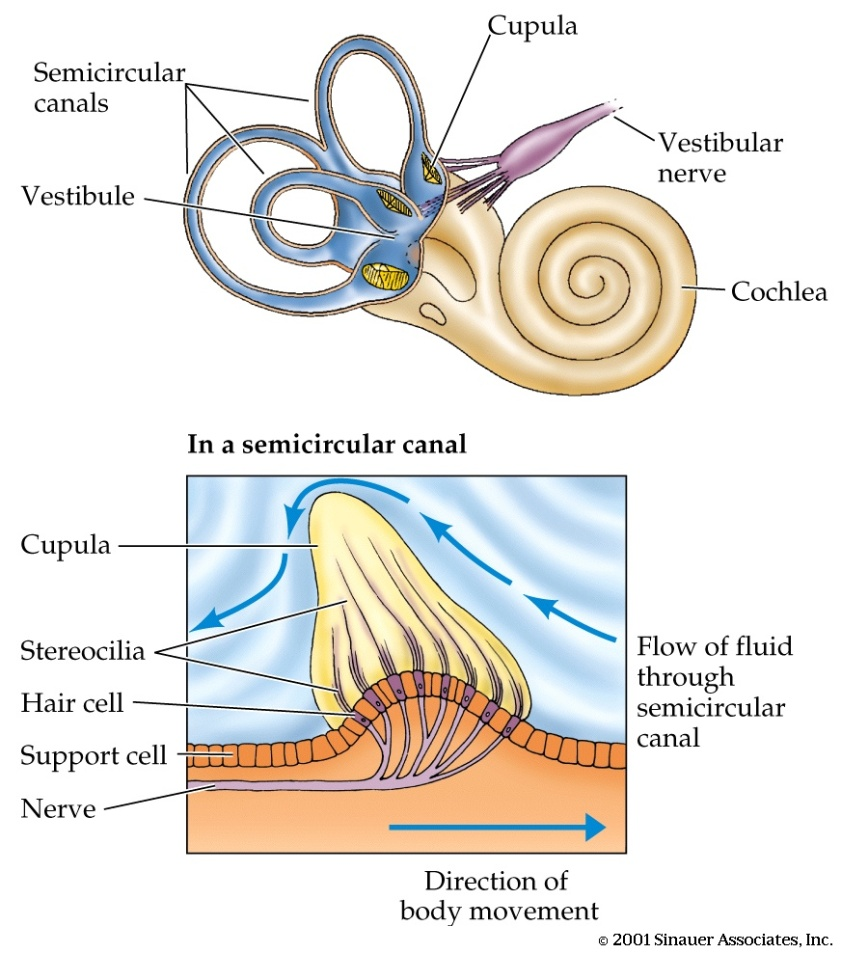 Cupula
Semicircular
canals
Vestibular
nerve
Vestibule
Cochlea
In a semicircular canal
Cupula
Stereocilia
Flow of fluid
through
semicircular
canal
Hair cell
Support cell
Nerve
Direction of
body movement
© 2001 Sinauer Associates, Inc.